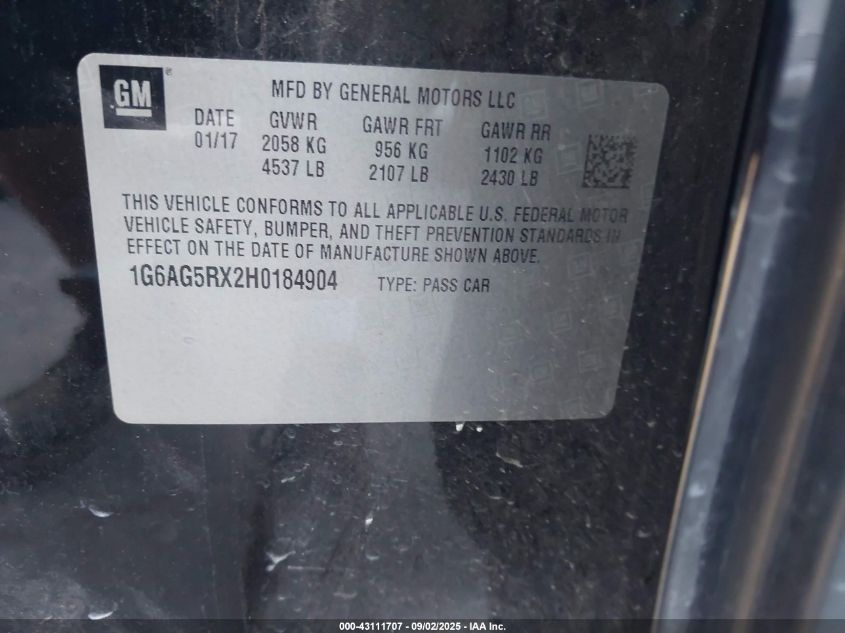 GM®
MFD BY GENERAL MOTORS LLC
DATE GVWR GAWR FRT GAWR RR
01/17 2058 KG 956 KG 1102 KG
4537 LB 2107 LB 2430 LB
THIS VEHICLE CONFORMS TO ALL APPLICABLE U.S. FEDERAL MOTOR
VEHICLE SAFETY, BUMPER, AND THEFT PREVENTION STANDARDS IN
EFFECT ON THE DATE OF MANUFACTURE SHOWN ABOVE.
1G6AG5RX2H0184904 TYPE: PASS CAR
000-43111707 - 09/02/2025 - IAA Inc.